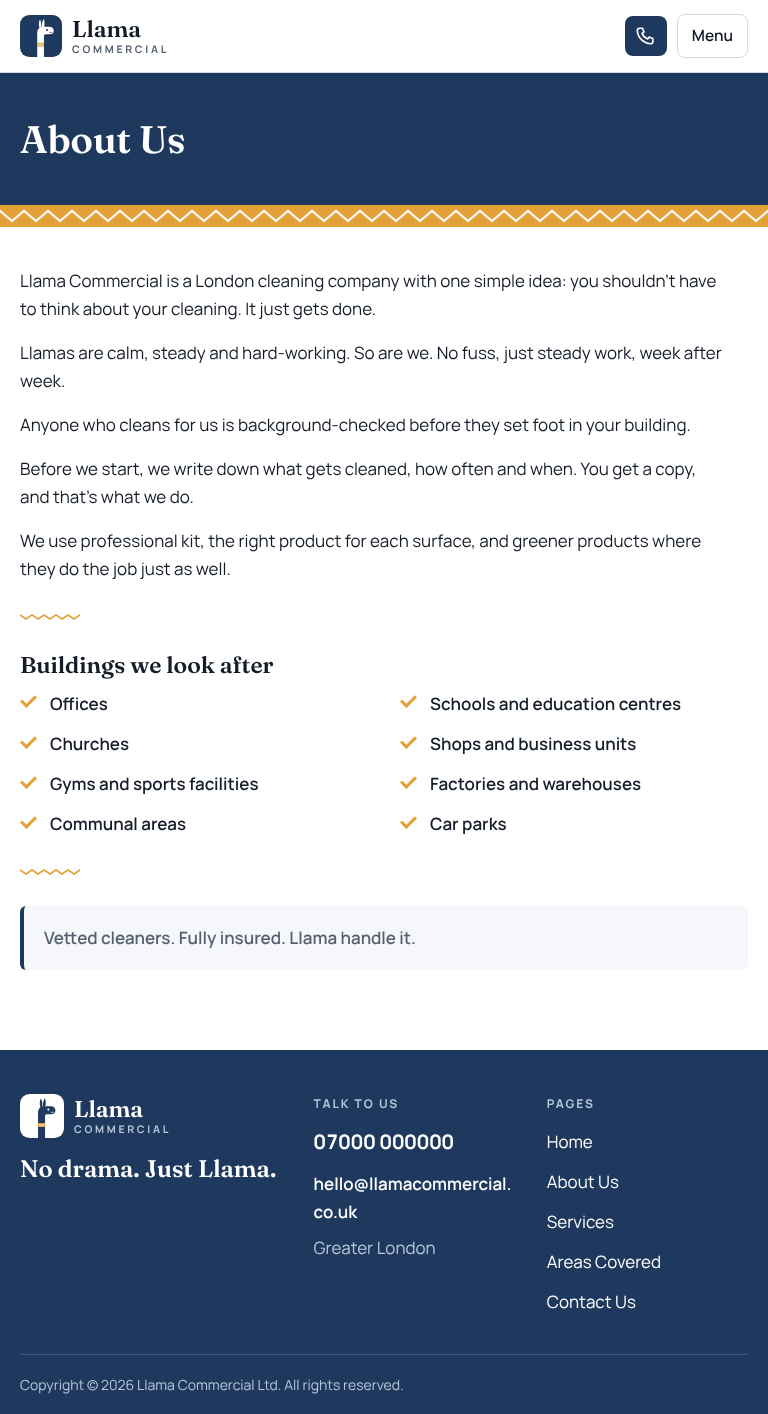 Llama
COMMERCIAL
Menu
About Us
Llama Commercial is a London cleaning company with one simple idea: you shouldn’t have
to think about your cleaning. It just gets done.
Llamas are calm, steady and hard-working. So are we. No fuss, just steady work, week after
week.
Anyone who cleans for us is background-checked before they set foot in your building.
Before we start, we write down what gets cleaned, how often and when. You get a copy,
and that’s what we do.
We use professional kit, the right product for each surface, and greener products where
they do the job just as well.
Buildings we look after
Offices
Schools and education centres
Churches
Shops and business units
Gyms and sports facilities
Factories and warehouses
Communal areas
Car parks
Vetted cleaners. Fully insured. Llama handle it.
Llama
COMMERCIAL
No drama. Just Llama.
TALK TO US
07000 000000
hello@llamacommercial.
co.uk
Greater London
PAGES
Home
About Us
Services
Areas Covered
Contact Us
Copyright © 2026 Llama Commercial Ltd. All rights reserved.